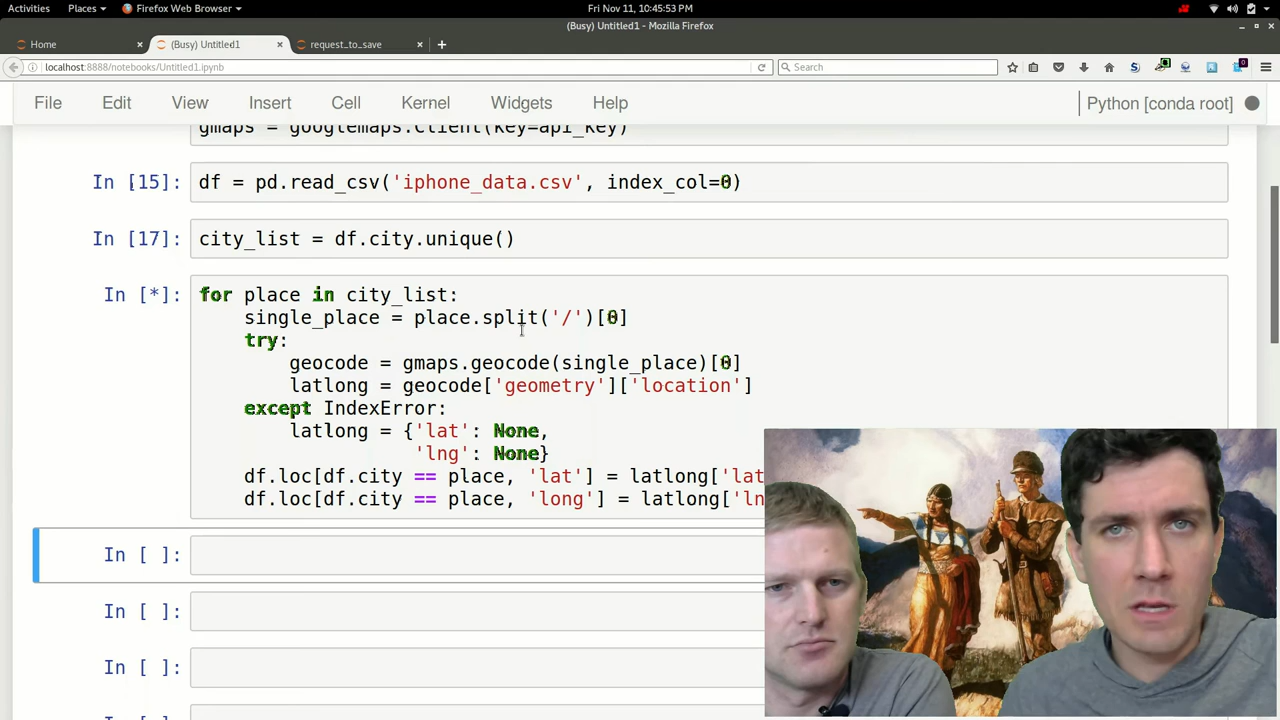 Activities Places Firefox Web Browser Fri Nov 11, 10:45:53 PM
(Busy) Untitled1 - Mozilla Firefox
Home × (Busy) Untitled1 × request_to_save × +
localhost:8888/notebooks/Untitled1.ipynb Search
File Edit View Insert Cell Kernel Widgets Help Python [conda root]
gmaps = googlemaps.Client(key=api_key)
In [15]: df = pd.read_csv('iphone_data.csv', index_col=0)
In [17]: city_list = df.city.unique()
In [*]: for place in city_list:
single_place = place.split('/')[0]
try:
geocode = gmaps.geocode(single_place)[0]
latlong = geocode['geometry']['location']
except IndexError:
latlong = {'lat': None,
'lng': None}
df.loc[df.city == place, 'lat'] = latlong['lat
df.loc[df.city == place, 'long'] = latlong['ln
In [ ]:
In [ ]:
In [ ]: